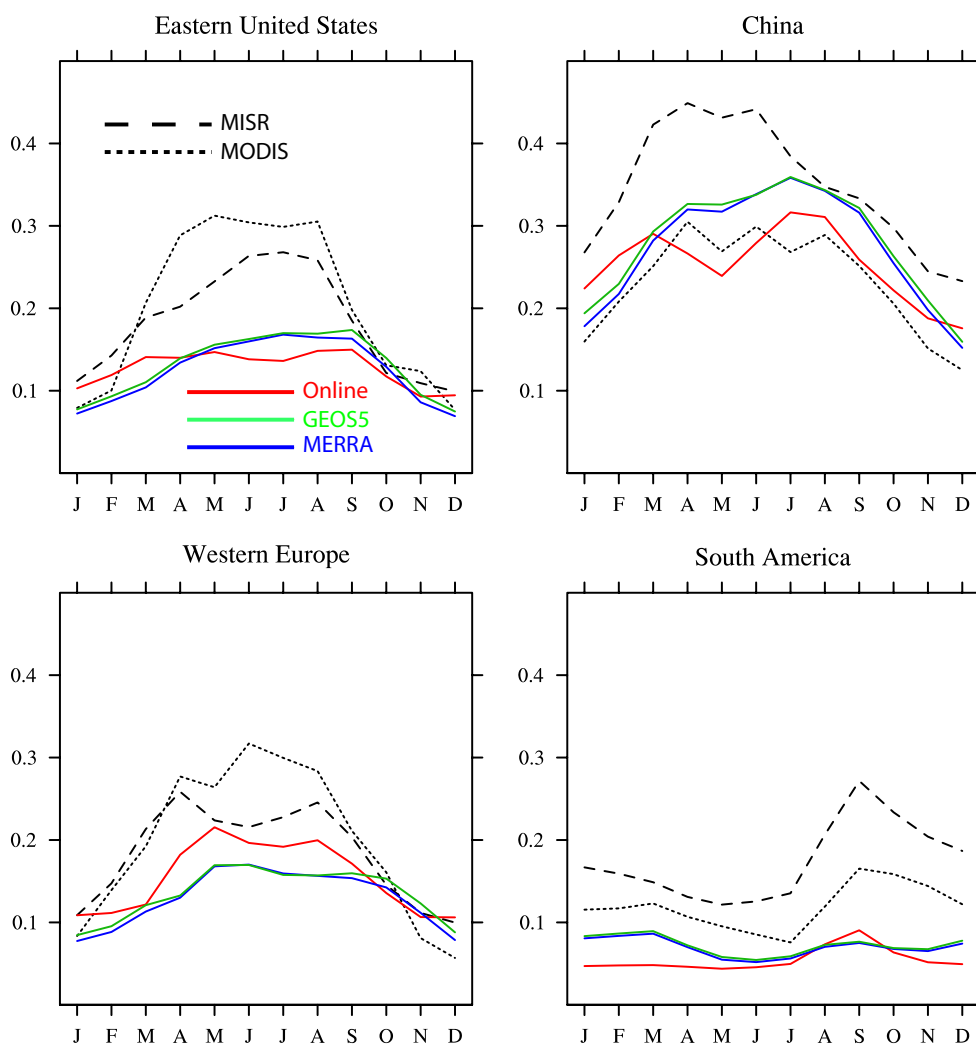 Eastern United States
China
0.4
0.3
0.2
0.1
MISR
MODIS
Online
GEOS5
MERRA
J F M A M J J A S O N D
0.4
0.3
0.2
0.1
J F M A M J J A S O N D
Western Europe
South America
0.4
0.3
0.2
0.1
J F M A M J J A S O N D
0.4
0.3
0.2
0.1
J F M A M J J A S O N D